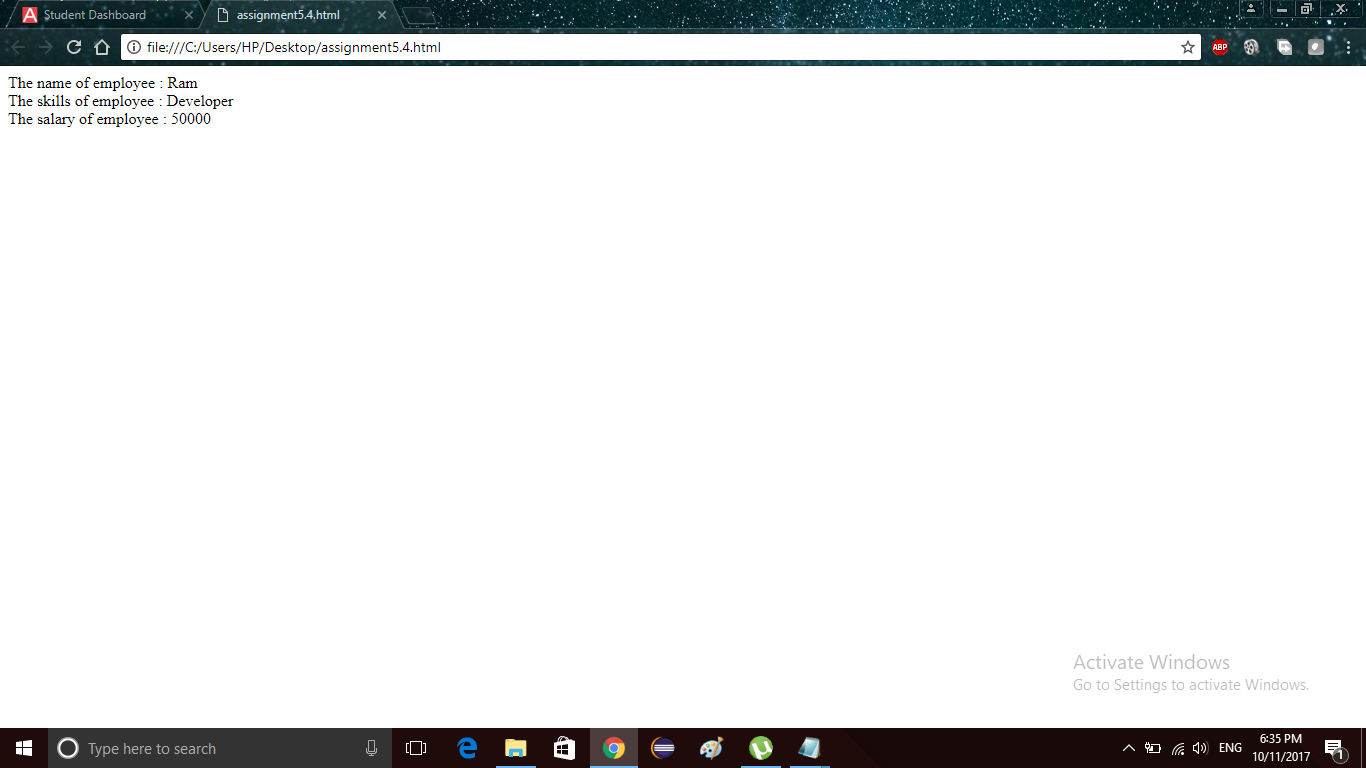 Student Dashboard
assignment5.4.html
file:///C:/Users/HP/Desktop/assignment5.4.html
ABP
The name of employee : Ram
The skills of employee : Developer
The salary of employee : 50000
Activate Windows
Go to Settings to activate Windows.
Type here to search
ENG
6:35 PM
10/11/2017
1